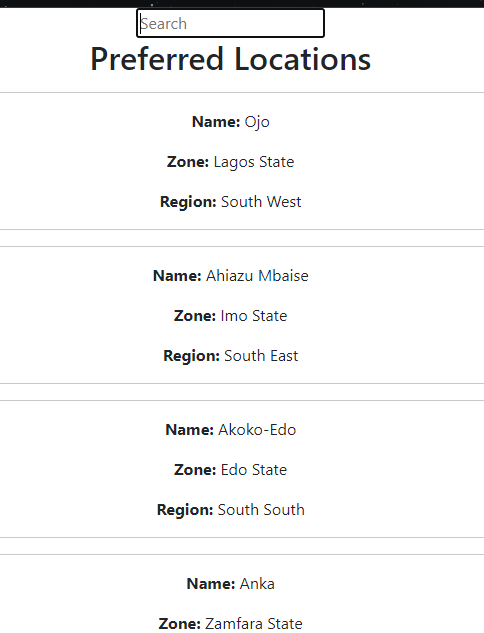 Search
Preferred Locations
Name: Ojo
Zone: Lagos State
Region: South West
Name: Ahiazu Mbaise
Zone: Imo State
Region: South East
Name: Akoko-Edo
Zone: Edo State
Region: South South
Name: Anka
Zone: Zamfara State